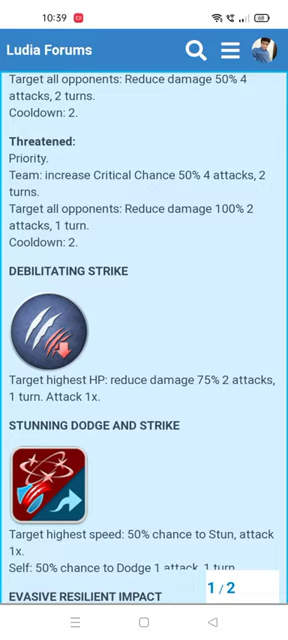 10:39
68
Ludia Forums
Target all opponents: Reduce damage 50% 4
attacks, 2 turns.
Cooldown: 2.
Threatened:
Priority.
Team: increase Critical Chance 50% 4 attacks, 2
turns.
Target all opponents: Reduce damage 100% 2
attacks, 1 turn.
Cooldown: 2.
DEBILITATING STRIKE
Target highest HP: reduce damage 75% 2 attacks,
1 turn. Attack 1x.
STUNNING DODGE AND STRIKE
Target highest speed: 50% chance to Stun, attack
1x.
Self: 50% chance to Dodge 1 attack, 1 turn
EVASIVE RESILIENT IMPACT
1 / 2